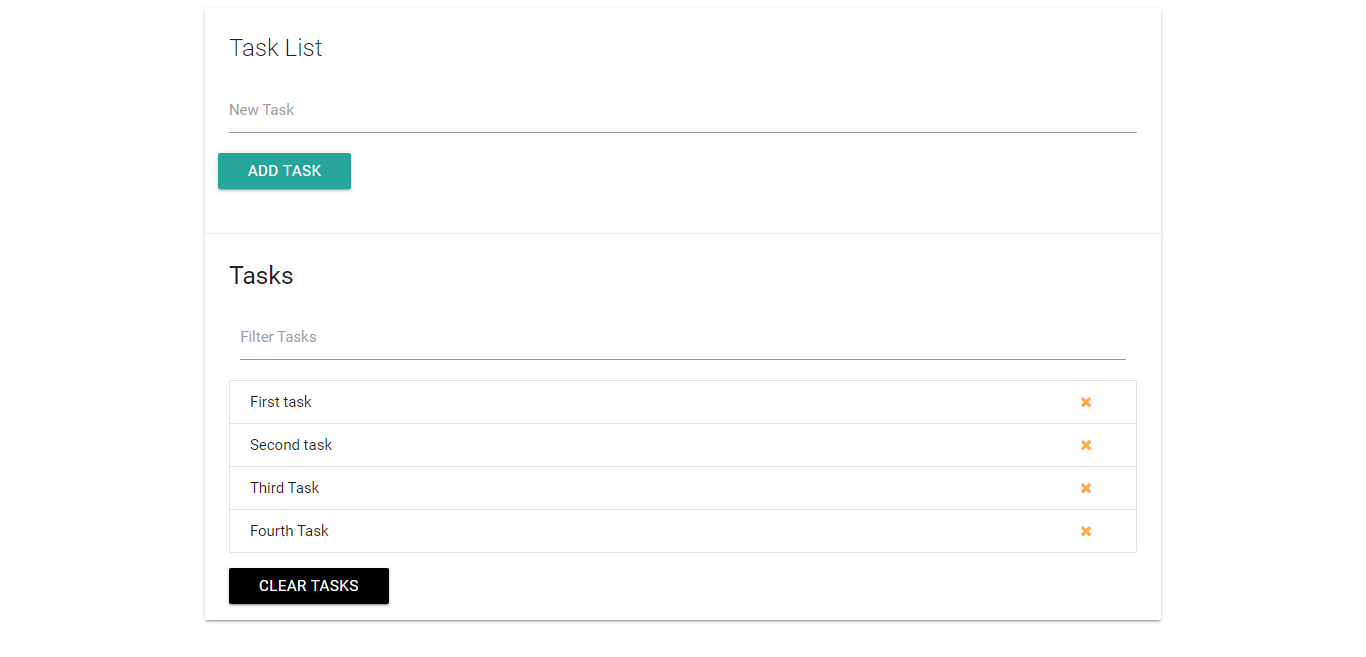 Task List
New Task
ADD TASK
Tasks
Filter Tasks
First task
Second task
Third Task
Fourth Task
CLEAR TASKS